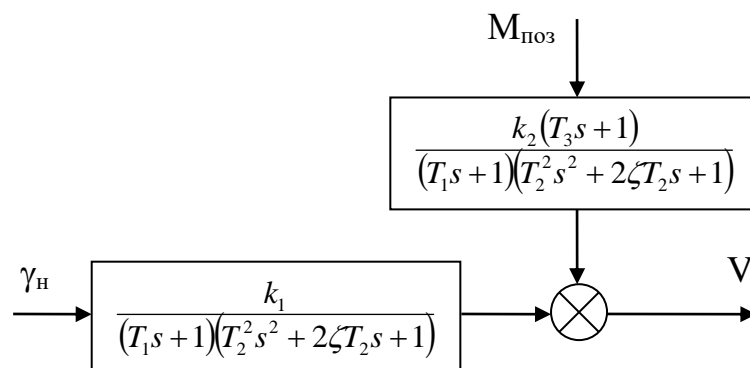 Mпоз
k₂(T₃s + 1)
(T₁s + 1)(T₂²s² + 2ζT₂s + 1)
V
γн
k₁
(T₁s + 1)(T₂²s² + 2ζT₂s + 1)